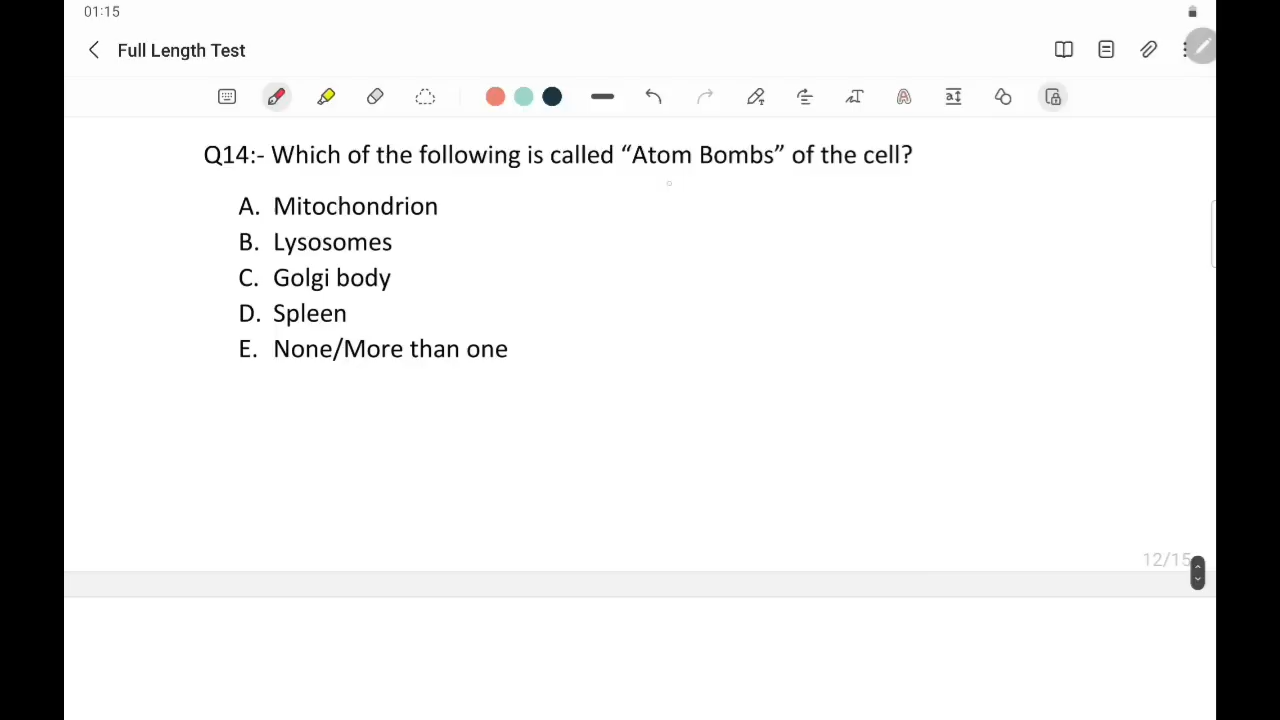 01:15
Full Length Test
Q14:- Which of the following is called “Atom Bombs” of the cell?
A. Mitochondrion
B. Lysosomes
C. Golgi body
D. Spleen
E. None/More than one
12/15